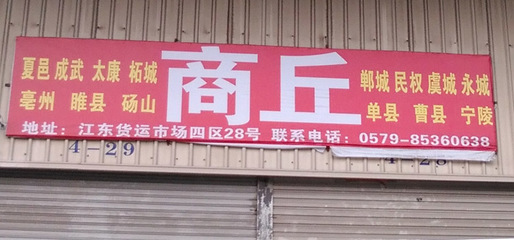 夏邑 成武 太康 柘城
亳州 睢县 砀山
商丘
郸城 民权 虞城 永城
单县 曹县 宁陵
地址：江东货运市场四区28号 联系电话：0579-85360638
4-29
4-28